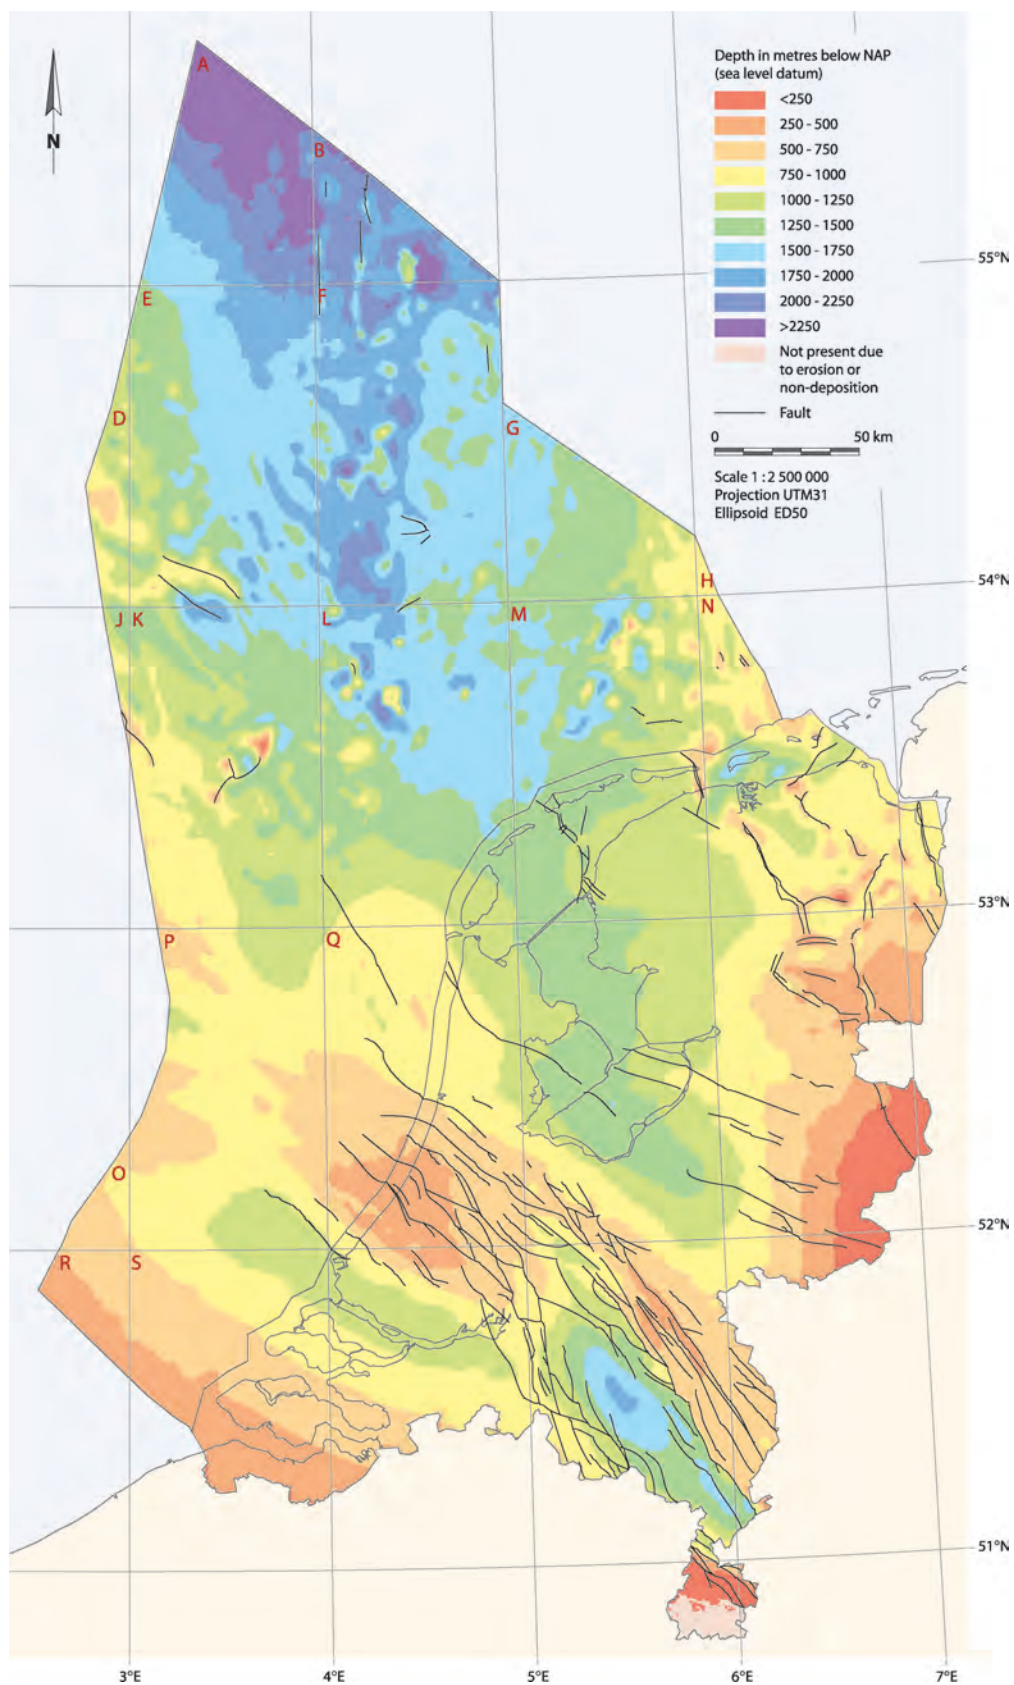 N
Depth in metres below NAP
(sea level datum)
<250
250 - 500
500 - 750
750 - 1000
1000 - 1250
1250 - 1500
1500 - 1750
1750 - 2000
2000 - 2250
>2250
Not present due
to erosion or
non-deposition
Fault
0 50 km
Scale 1 : 2 500 000
Projection UTM31
Ellipsoid ED50
A
B
55°N
E F
D
G
54°N
H
J K L M N
53°N
P Q
O
52°N
R S
51°N
3°E 4°E 5°E 6°E 7°E